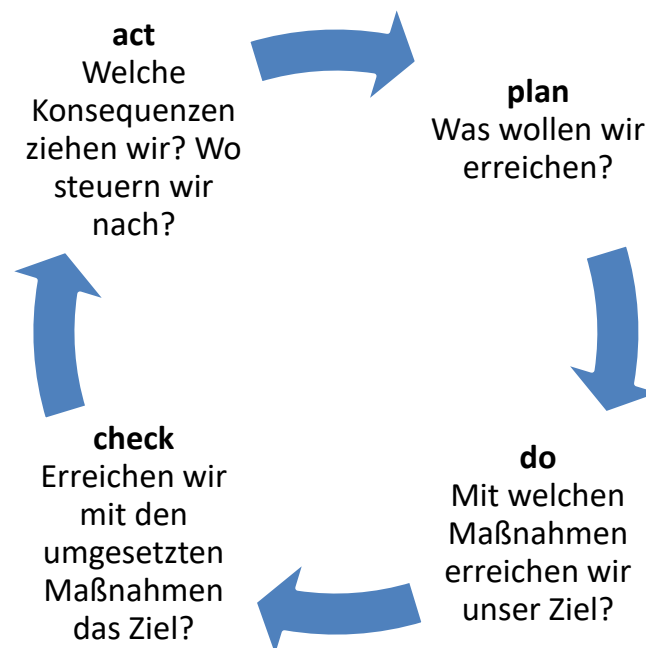 act
Welche
Konsequenzen
ziehen wir? Wo
steuern wir
nach?
plan
Was wollen wir
erreichen?
do
Mit welchen
Maßnahmen
erreichen wir
unser Ziel?
check
Erreichen wir
mit den
umgesetzten
Maßnahmen
das Ziel?